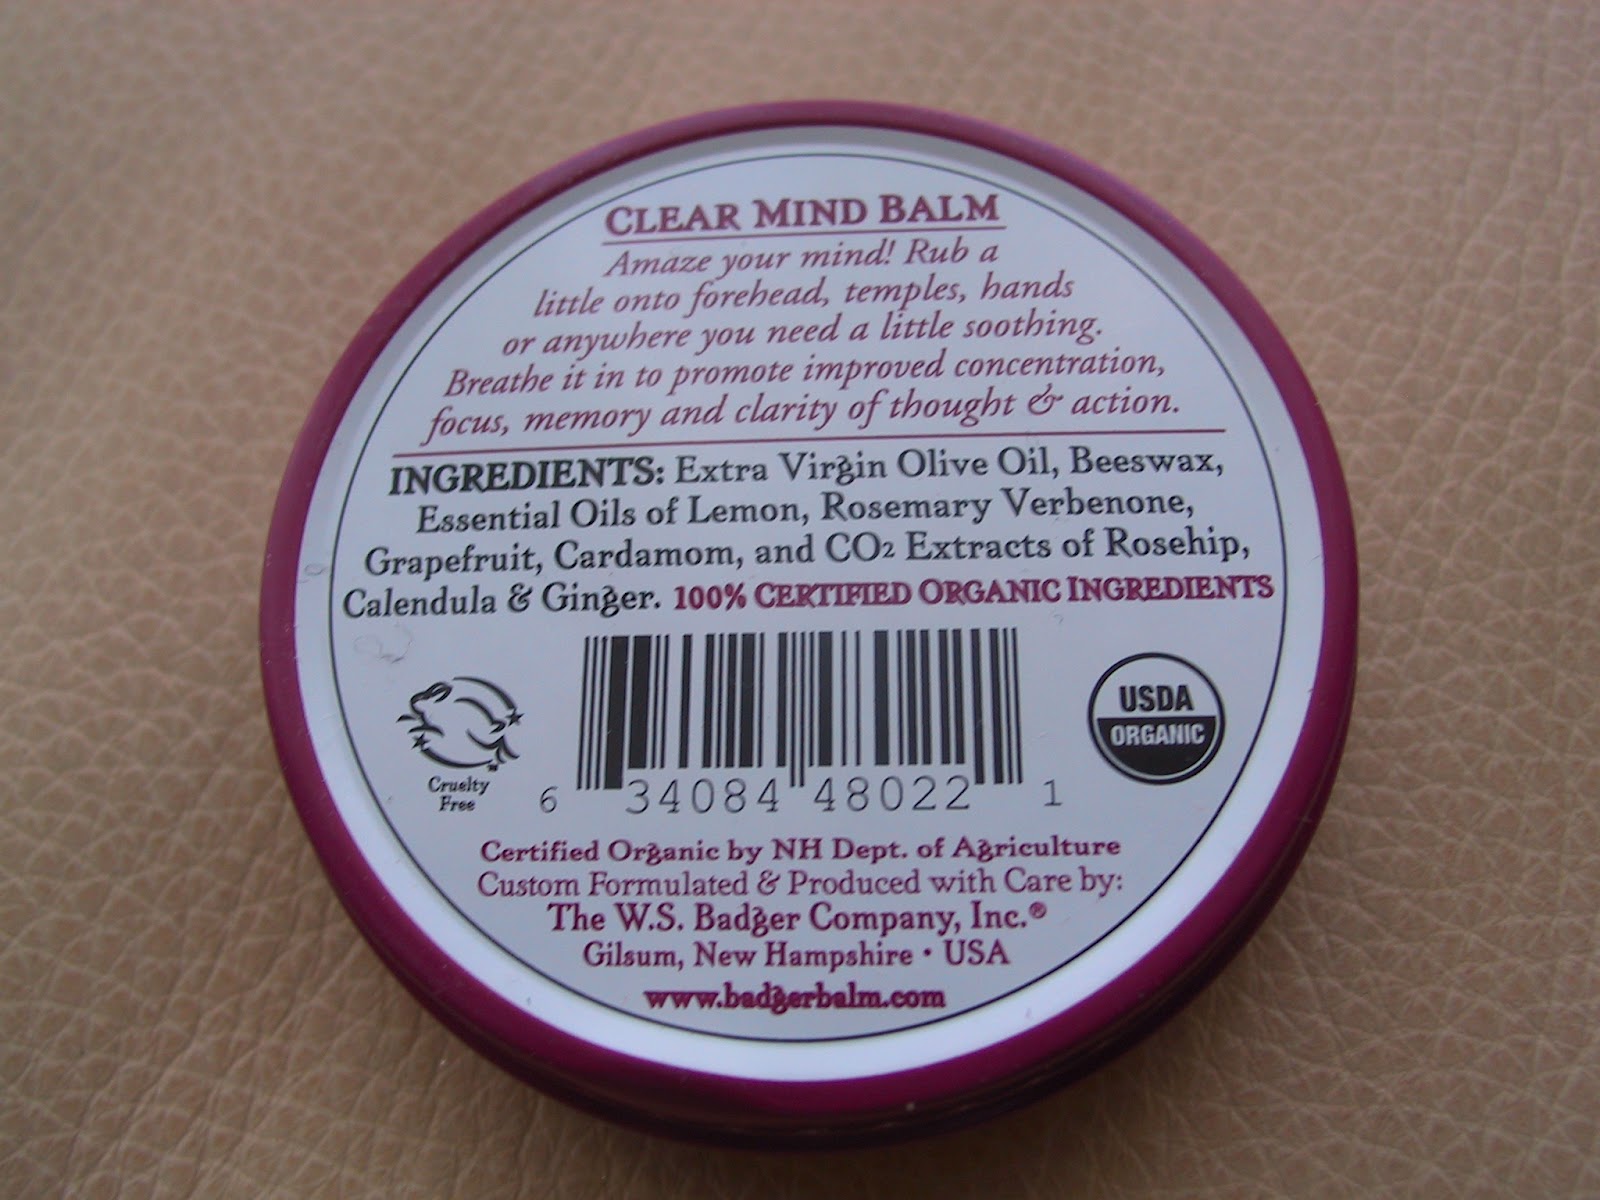 CLEAR MIND BALM
Amaze your mind! Rub a
little onto forehead, temples, hands
or anywhere you need a little soothing.
Breathe it in to promote improved concentration,
focus, memory and clarity of thought & action.
INGREDIENTS: Extra Virgin Olive Oil, Beeswax,
Essential Oils of Lemon, Rosemary Verbenone,
Grapefruit, Cardamom, and CO2 Extracts of Rosehip,
Calendula & Ginger. 100% CERTIFIED ORGANIC INGREDIENTS
Cruelty
Free
6 34084 48022 1
USDA
ORGANIC
Certified Organic by NH Dept. of Agriculture
Custom Formulated & Produced with Care by:
The W.S. Badger Company, Inc.®
Gilsum, New Hampshire • USA
www.badgerbalm.com